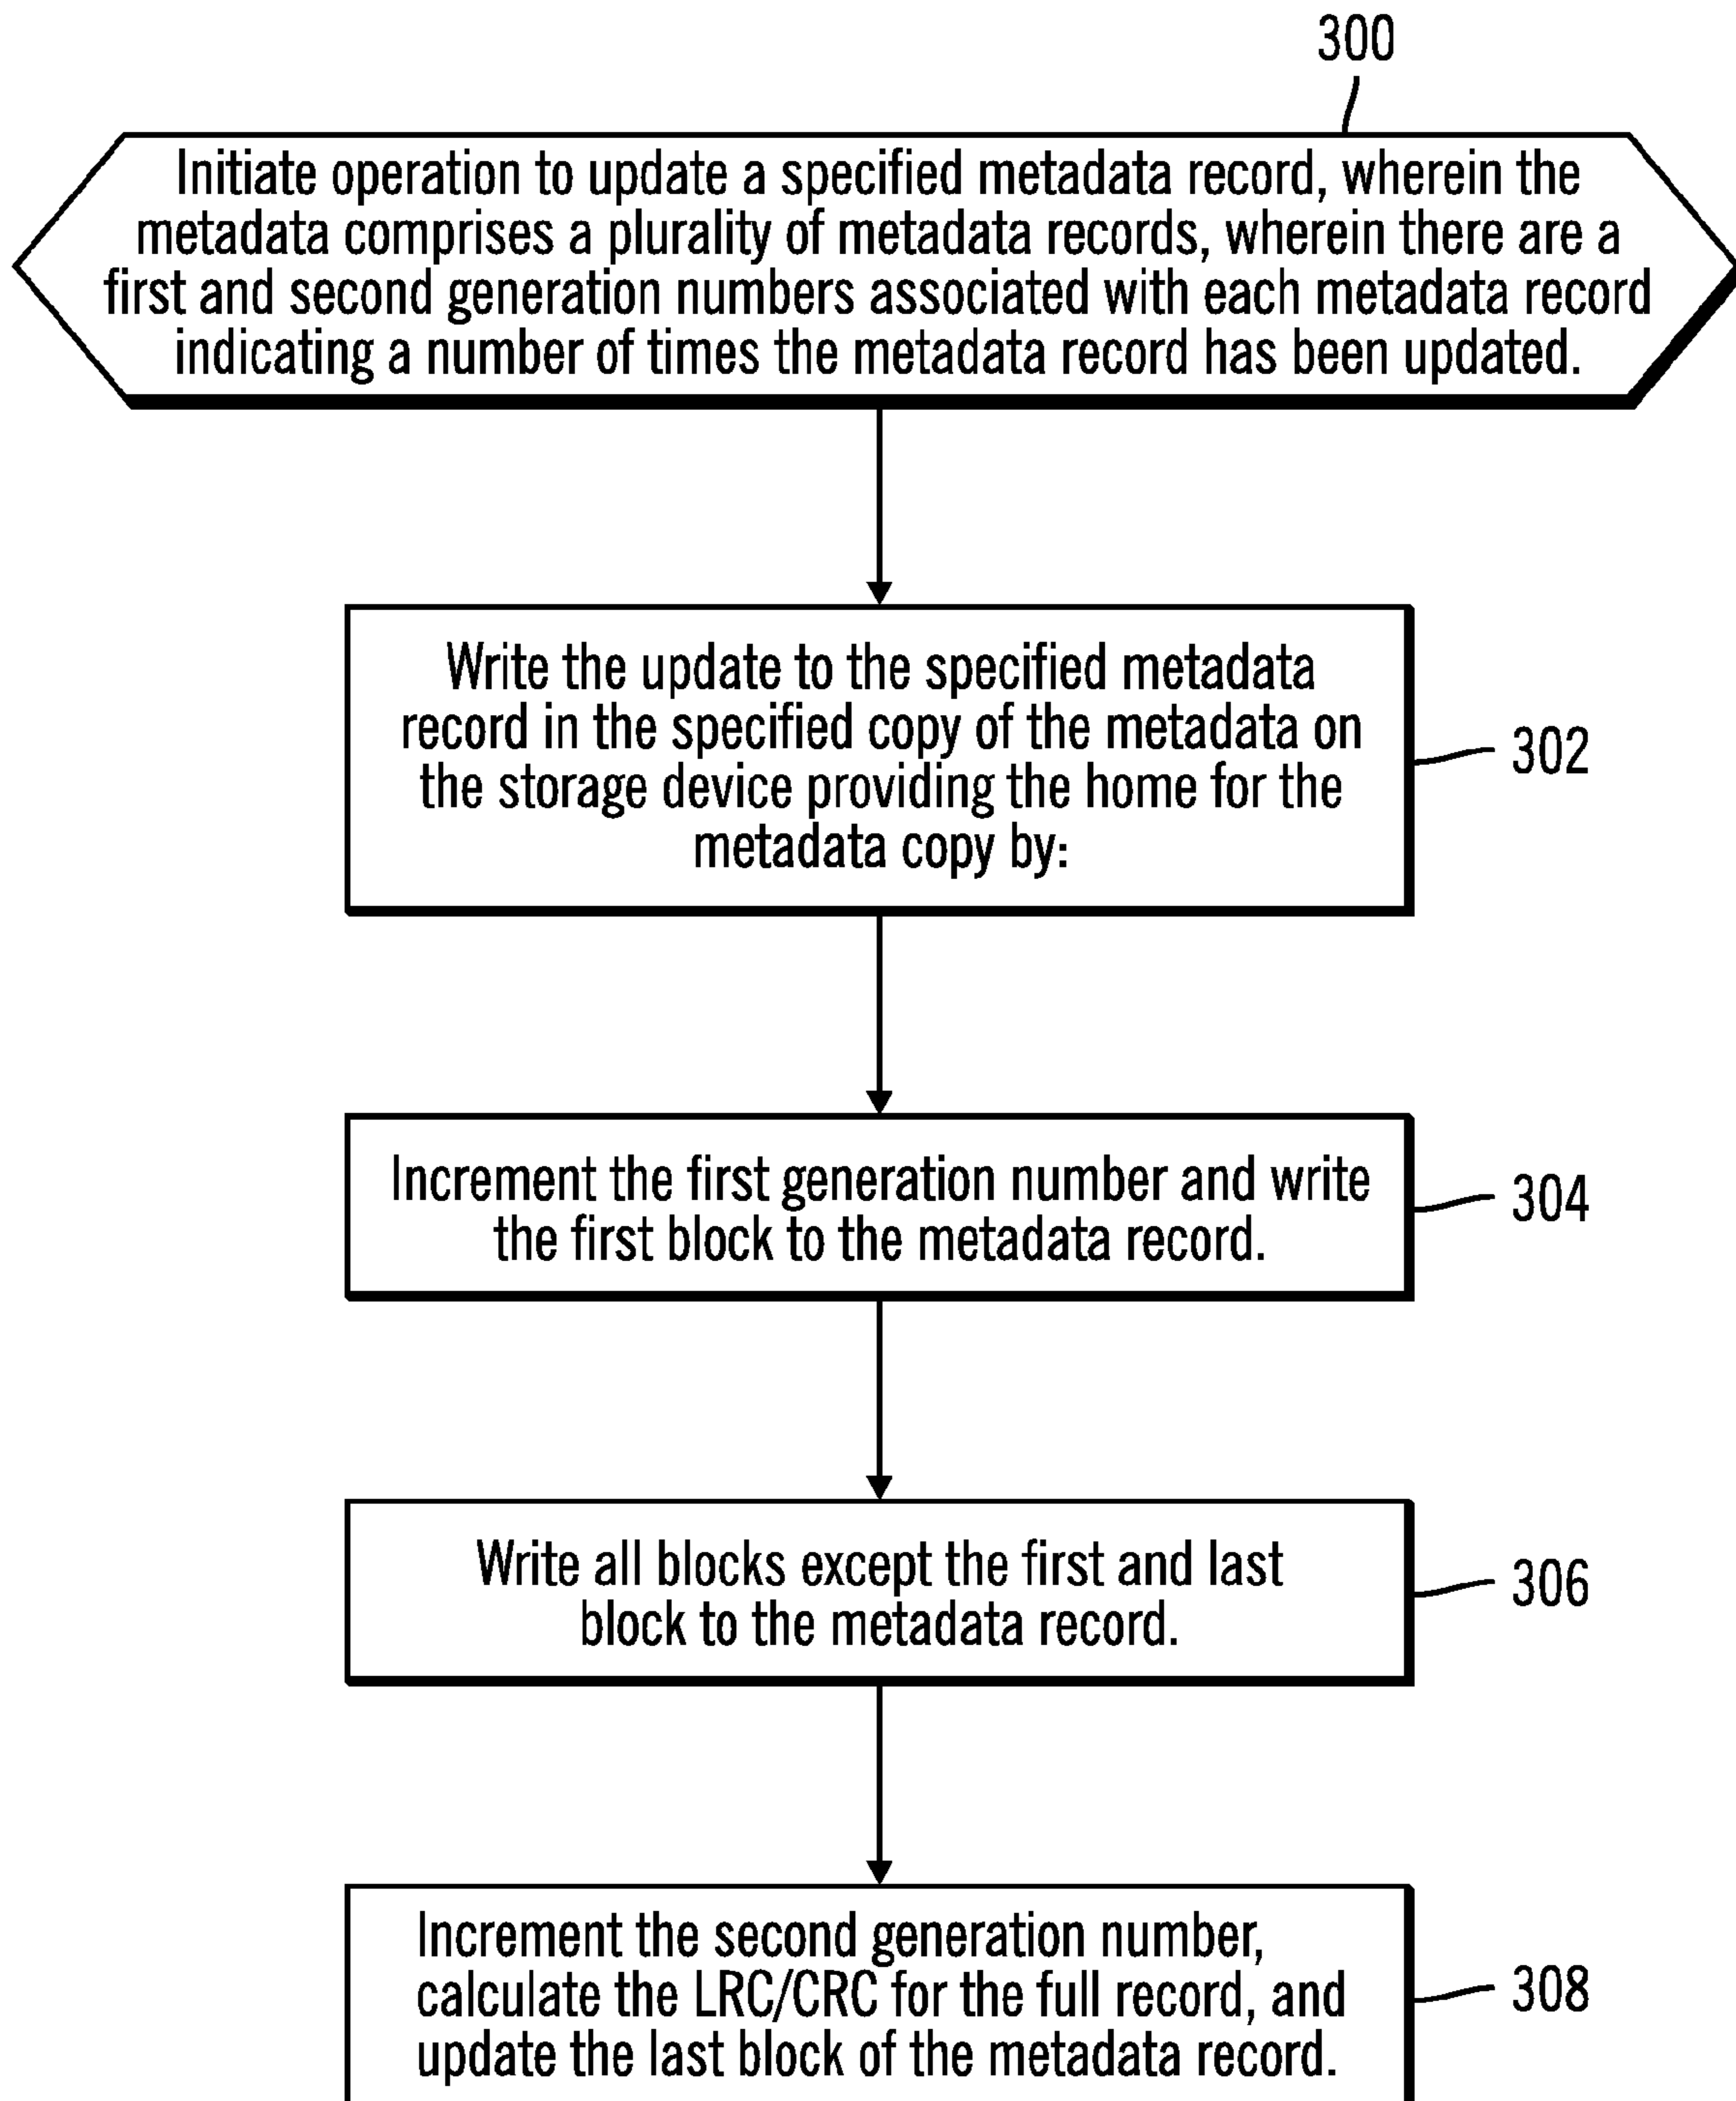 300
Initiate operation to update a specified metadata record, wherein the
metadata comprises a plurality of metadata records, wherein there are a
first and second generation numbers associated with each metadata record
indicating a number of times the metadata record has been updated.
Write the update to the specified metadata
record in the specified copy of the metadata on
the storage device providing the home for the
metadata copy by:
302
Increment the first generation number and write
the first block to the metadata record.
304
Write all blocks except the first and last
block to the metadata record.
306
Increment the second generation number,
calculate the LRC/CRC for the full record, and
update the last block of the metadata record.
308